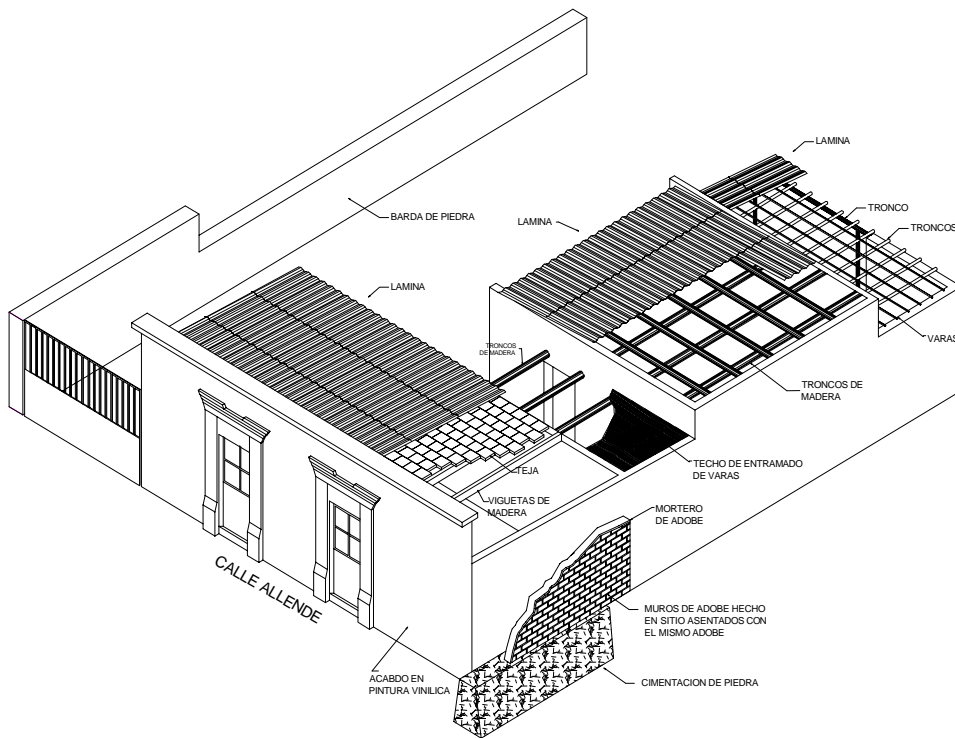 LAMINA
TRONCO
TRONCOS
BARDA DE PIEDRA
LAMINA
LAMINA
VARAS
TRONCOS
DE MADERA
TRONCOS DE
MADERA
TECHO DE ENTRAMADO
DE VARAS
TEJA
VIGUETAS DE
MADERA
MORTERO
DE ADOBE
CALLE ALLENDE
MUROS DE ADOBE HECHO
EN SITIO ASENTADOS CON
EL MISMO ADOBE
ACABDO EN
PINTURA VINILICA
CIMENTACION DE PIEDRA